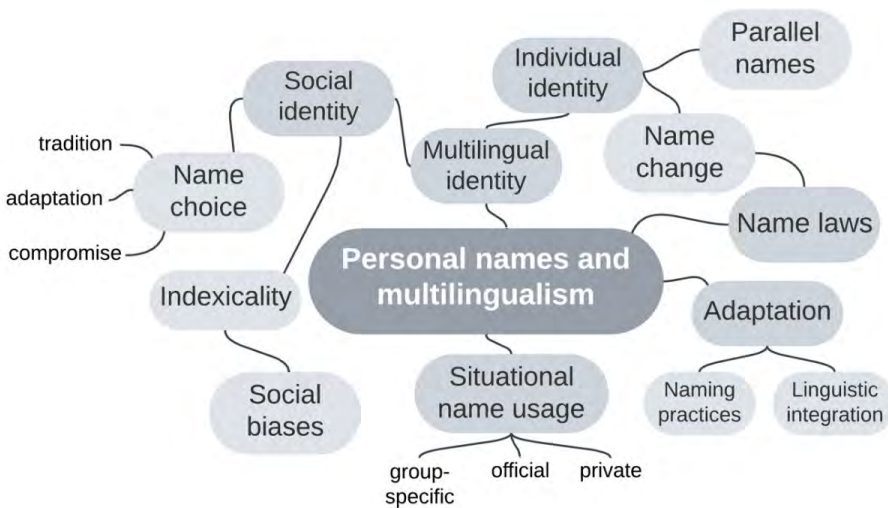 Parallel
names
Individual
identity
Social
identity
tradition
Name
change
Multilingual
identity
Name
choice
adaptation
Name laws
compromise
Personal names and
multilingualism
Indexicality
Adaptation
Situational
name usage
Social
biases
Naming
practices
Linguistic
integration
group-
specific
official
private